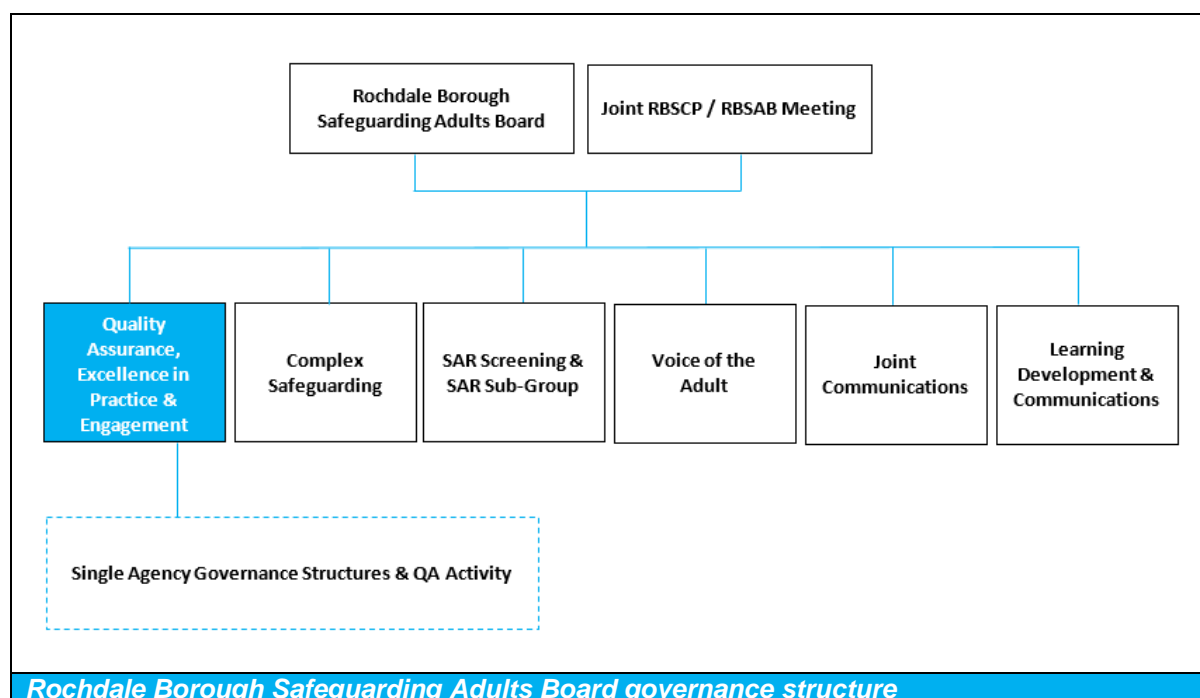 Rochdale Borough
Safeguarding Adults Board
Joint RBSCP / RBSAB Meeting
Quality
Assurance,
Excellence in
Practice &
Engagement
Complex
Safeguarding
SAR Screening &
SAR Sub-Group
Voice of the
Adult
Joint
Communications
Learning
Development &
Communications
Single Agency Governance Structures & QA Activity
Rochdale Borough Safeguarding Adults Board governance structure